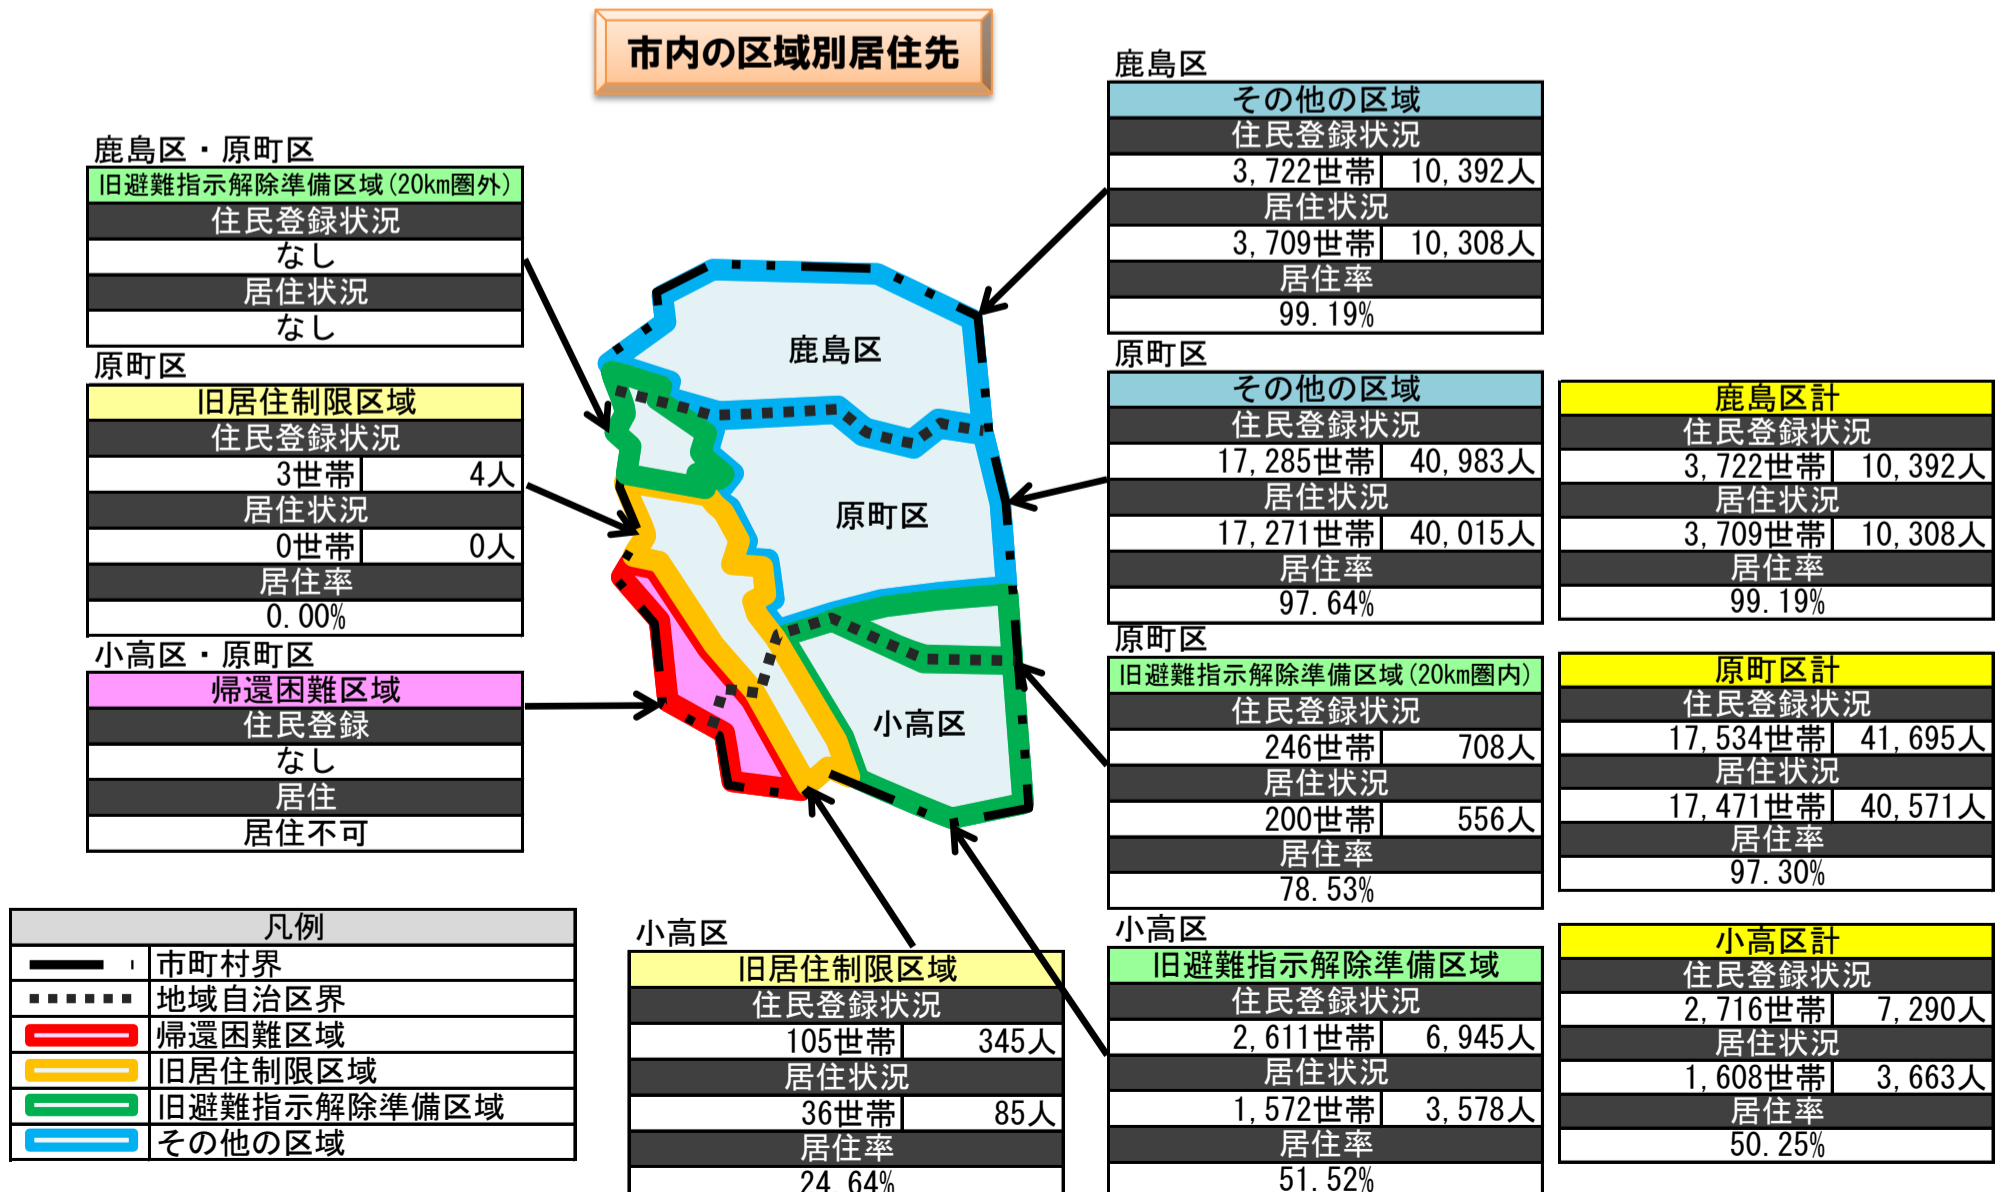 市内の区域別居住先
鹿島区・原町区
旧避難指示解除準備区域(20km圏外)
住民登録状況
なし
居住状況
なし
原町区
旧居住制限区域
住民登録状況
3世帯 4人
居住状況
0世帯 0人
居住率
0.00%
小高区・原町区
帰還困難区域
住民登録
なし
居住
居住不可
鹿島区
原町区
小高区
鹿島区
その他の区域
住民登録状況
3,722世帯 10,392人
居住状況
3,709世帯 10,308人
居住率
99.19%
原町区
その他の区域
住民登録状況
17,285世帯 40,983人
居住状況
17,271世帯 40,015人
居住率
97.64%
原町区
旧避難指示解除準備区域(20km圏内)
住民登録状況
246世帯 708人
居住状況
200世帯 556人
居住率
78.53%
小高区
旧避難指示解除準備区域
住民登録状況
2,611世帯 6,945人
居住状況
1,572世帯 3,578人
居住率
51.52%
小高区
旧居住制限区域
住民登録状況
105世帯 345人
居住状況
36世帯 85人
居住率
24.64%
鹿島区計
住民登録状況
3,722世帯 10,392人
居住状況
3,709世帯 10,308人
居住率
99.19%
原町区計
住民登録状況
17,534世帯 41,695人
居住状況
17,471世帯 40,571人
居住率
97.30%
小高区計
住民登録状況
2,716世帯 7,290人
居住状況
1,608世帯 3,663人
居住率
50.25%
凡例
市町村界
地域自治区界
帰還困難区域
旧居住制限区域
旧避難指示解除準備区域
その他の区域